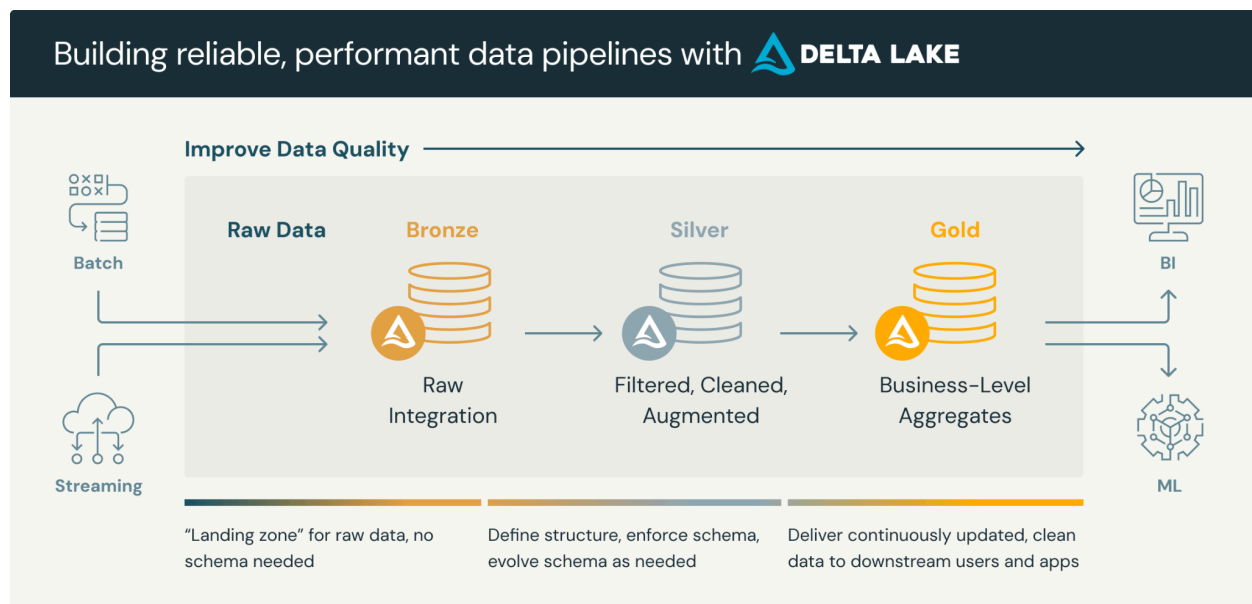 Building reliable, performant data pipelines with DELTA LAKE
Improve Data Quality
Batch
Streaming
Raw Data
Bronze
Raw
Integration
Silver
Filtered, Cleaned,
Augmented
Gold
Business-Level
Aggregates
BI
ML
“Landing zone” for raw data, no
schema needed
Define structure, enforce schema,
evolve schema as needed
Deliver continuously updated, clean
data to downstream users and apps